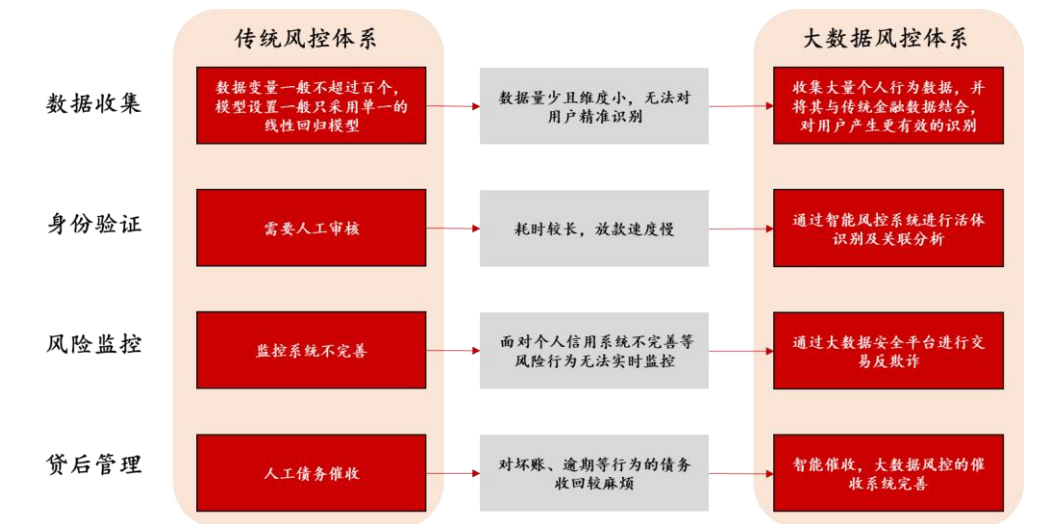 传统风控体系
大数据风控体系
数据收集
数据变量一般不超过百个，
模型设置一般只采用单一的
线性回归模型
数据量少且维度小，无法对
用户精准识别
收集大量个人行为数据，并
将其与传统金融数据结合，
对用户产生更有效的识别
身份验证
需要人工审核
耗时较长，放款速度慢
通过智能风控系统进行活体
识别及关联分析
风险监控
监控系统不完善
面对个人信用系统不完善等
风险行为无法实时监控
通过大数据安全平台进行交
易反欺诈
贷后管理
人工债务催收
对坏账、逾期等行为的债务
收回较麻烦
智能催收，大数据风控的催
收系统完善